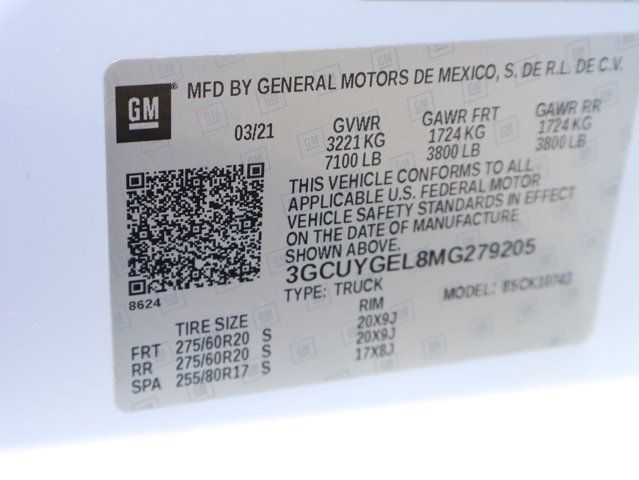 MFD BY GENERAL MOTORS DE MEXICO, S. DE R.L. DE C.V.
GM
03/21
GVWR
3221 KG
7100 LB
GAWR FRT
1724 KG
3800 LB
GAWR RR
1724 KG
3800 LB
THIS VEHICLE CONFORMS TO ALL
APPLICABLE U.S. FEDERAL MOTOR
VEHICLE SAFETY STANDARDS IN EFFECT
ON THE DATE OF MANUFACTURE
SHOWN ABOVE.
3GCUYGEL8MG279205
TYPE: TRUCK
MODEL:
8624
TIRE SIZE
RIM
FRT 275/60R20 S 20X9J
RR 275/60R20 S 20X9J
SPA 255/80R17 S 17X8J